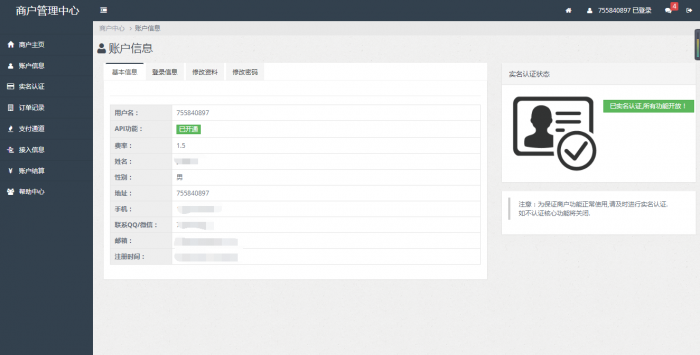 商户管理中心
755840897 已登录
4
商户主页
账户信息
实名认证
订单记录
支付通道
接入信息
账户结算
帮助中心
商户中心 > 账户信息
账户信息
基本信息 登录信息 修改资料 修改密码
用户名： 755840897
API功能： 已开通
费率： 1.5
姓名：
性别： 男
地址： 755840897
手机：
联系QQ/微信：
邮箱：
注册时间：
实名认证状态
已实名认证,所有功能开放！
注意：为保证商户功能正常使用,请及时进行实名认证.
如不认证核心功能将关闭.